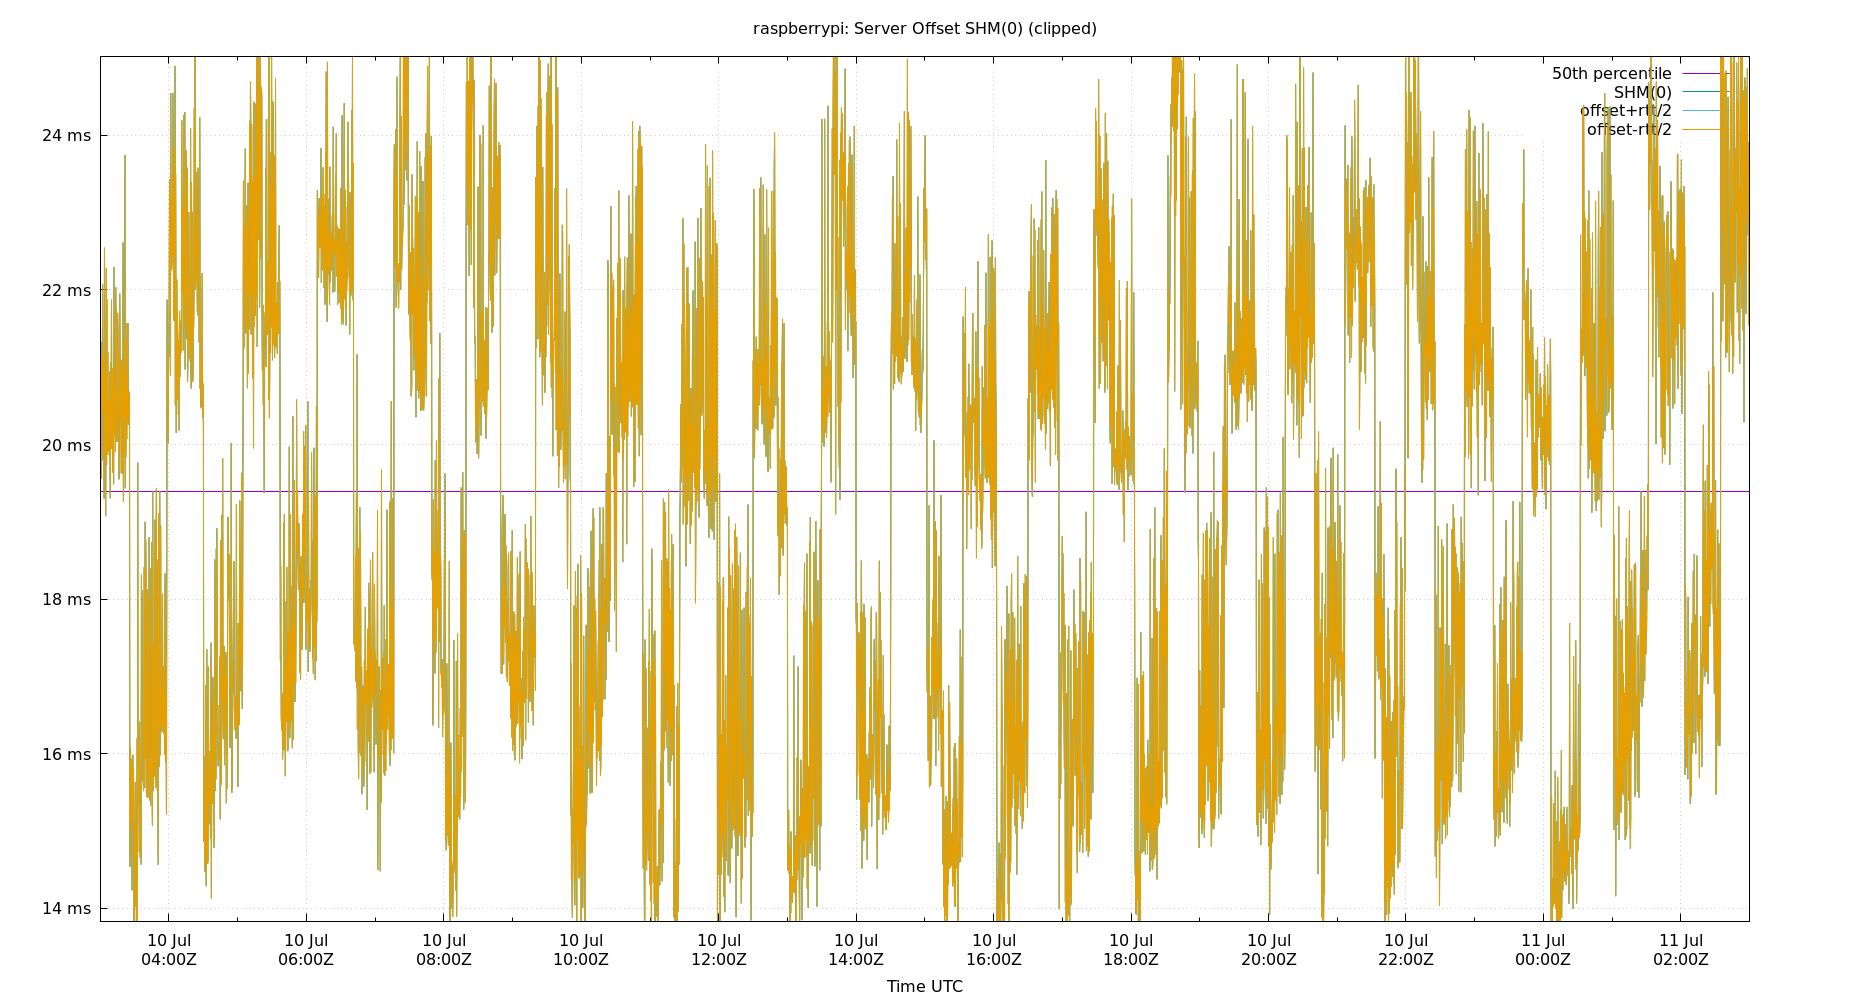 raspberrypi: Server Offset SHM(0) (clipped)
50th percentile
SHM(0)
offset+rtt/2
offset-rtt/2
24 ms
22 ms
20 ms
18 ms
16 ms
14 ms
10 Jul 10 Jul 10 Jul 10 Jul 10 Jul 10 Jul 10 Jul 10 Jul 10 Jul 10 Jul 11 Jul 11 Jul
04:00Z 06:00Z 08:00Z 10:00Z 12:00Z 14:00Z 16:00Z 18:00Z 20:00Z 22:00Z 00:00Z 02:00Z
Time UTC